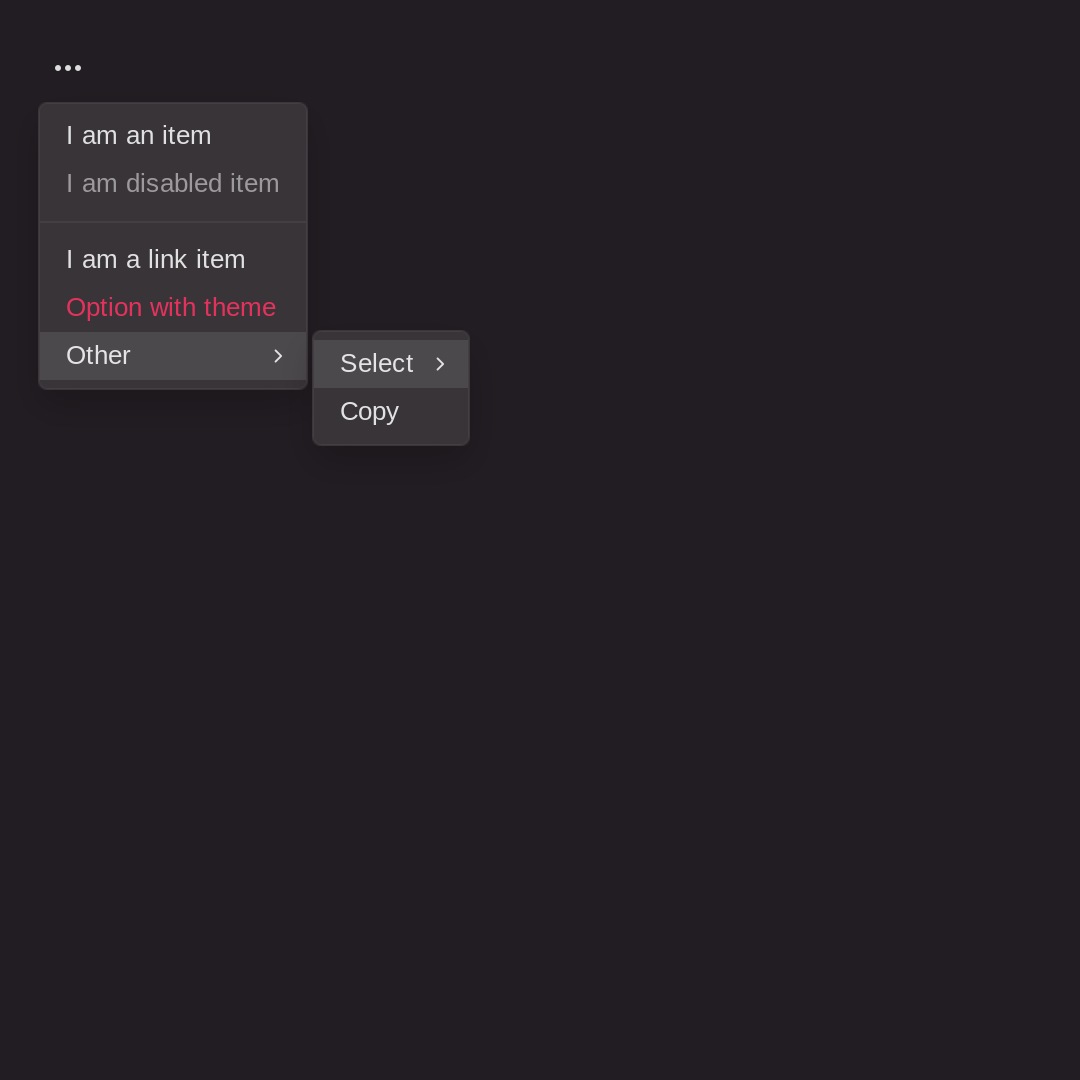 I am an item
I am disabled item
I am a link item
Option with theme
Other
Select
Copy